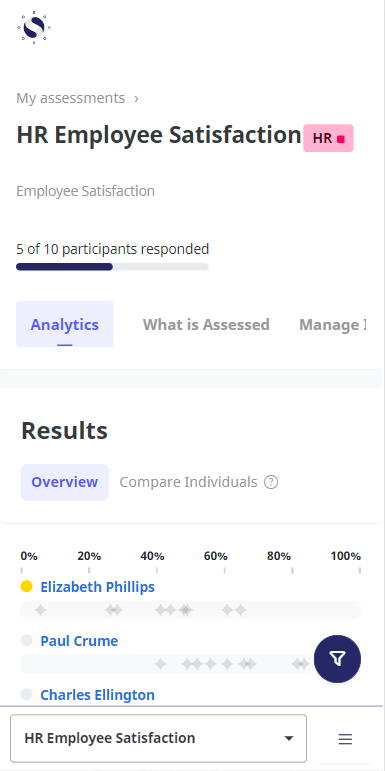 My assessments ›
HR Employee Satisfaction HR
Employee Satisfaction
5 of 10 participants responded
Analytics What is Assessed Manage
Results
Overview Compare Individuals ?
0% 20% 40% 60% 80% 100%
Elizabeth Phillips
Paul Crume
Charles Ellington
HR Employee Satisfaction